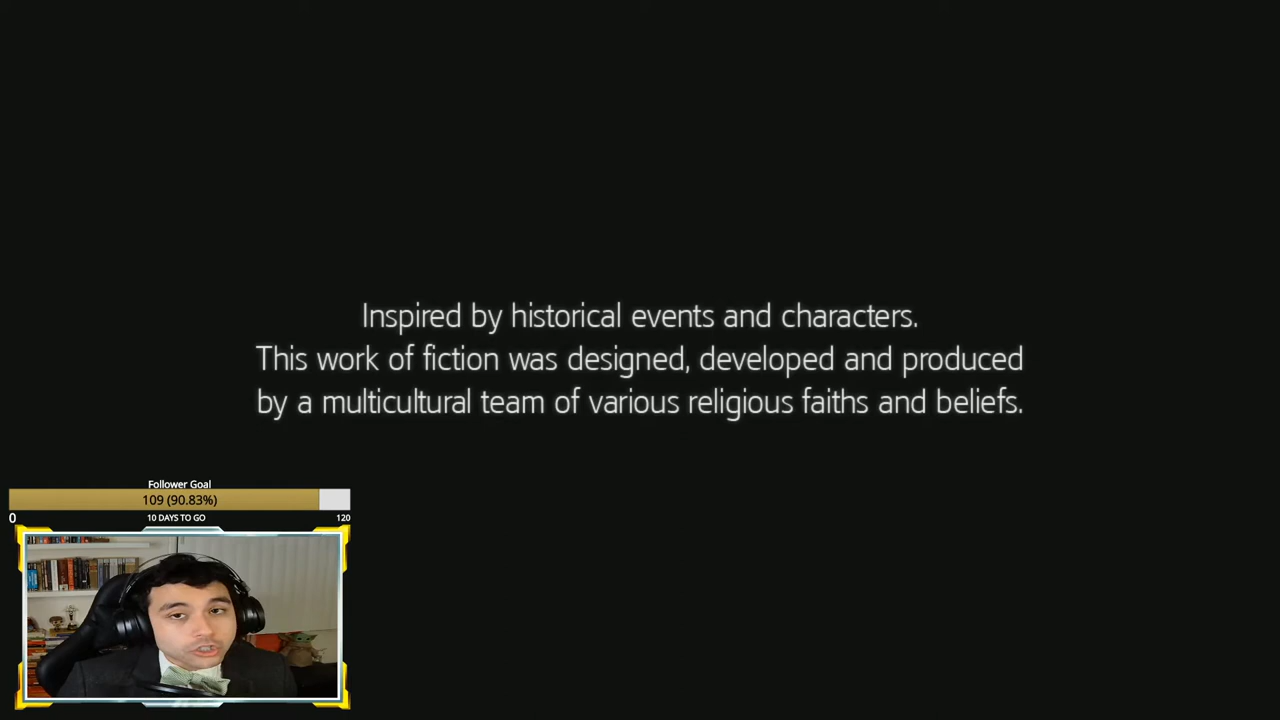 Inspired by historical events and characters.
This work of fiction was designed, developed and produced
by a multicultural team of various religious faiths and beliefs.
Follower Goal
109 (90.83%)
0
10 DAYS TO GO
120